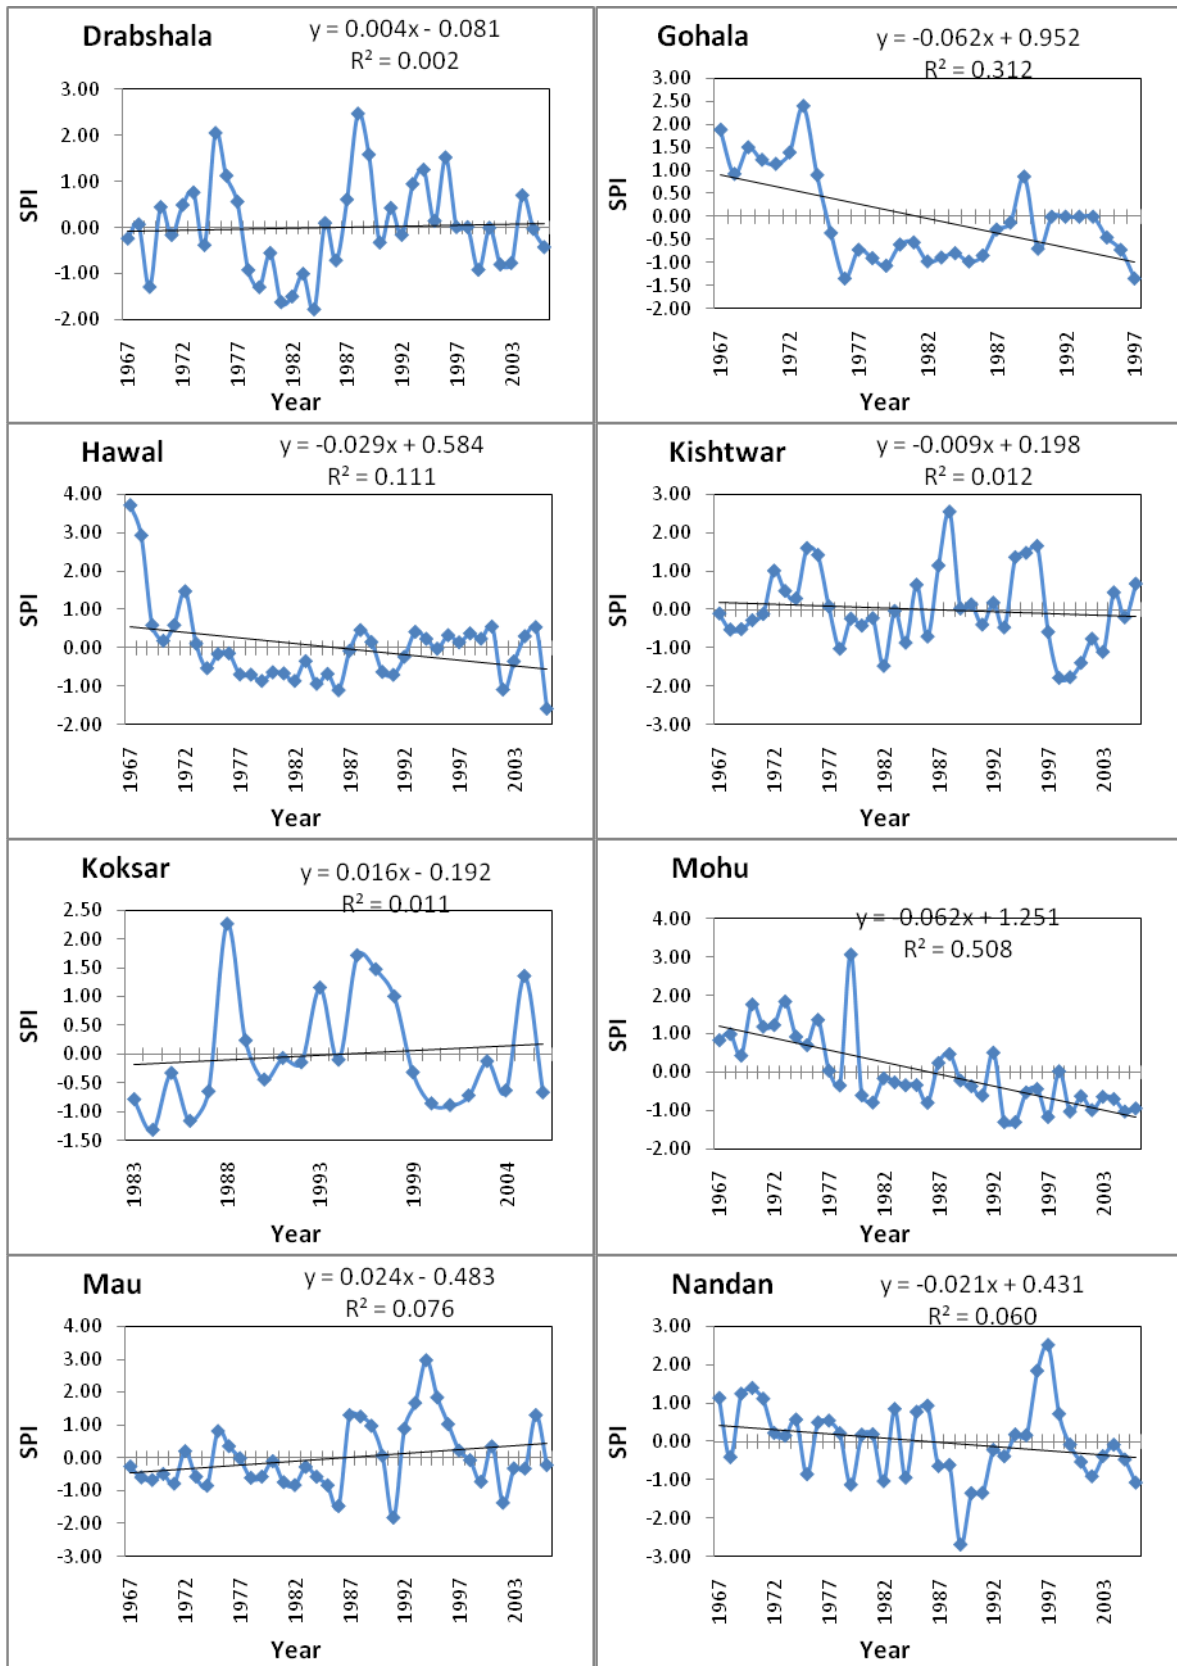 Drabshala
y = 0.004x - 0.081
R² = 0.002
SPI
3.00
2.00
1.00
0.00
-1.00
-2.00
1967 1972 1977 1982 1987 1992 1997 2003
Year
Gohala
y = -0.062x + 0.952
R² = 0.312
SPI
3.00
2.50
2.00
1.50
1.00
0.50
0.00
-0.50
-1.00
-1.50
-2.00
1967 1972 1977 1982 1987 1992 1997
Year
Hawal
y = -0.029x + 0.584
R² = 0.111
SPI
4.00
3.00
2.00
1.00
0.00
-1.00
-2.00
1967 1972 1977 1982 1987 1992 1997 2003
Year
Kishtwar
y = -0.009x + 0.198
R² = 0.012
SPI
3.00
2.00
1.00
0.00
-1.00
-2.00
-3.00
1967 1972 1977 1982 1987 1992 1997 2003
Year
Koksar
y = 0.016x - 0.192
R² = 0.011
SPI
2.50
2.00
1.50
1.00
0.50
0.00
-0.50
-1.00
-1.50
1983 1988 1993 1999 2004
Year
Mohu
y = -0.062x + 1.251
R² = 0.508
SPI
4.00
3.00
2.00
1.00
0.00
-1.00
-2.00
1967 1972 1977 1982 1987 1992 1997 2003
Year
Mau
y = 0.024x - 0.483
R² = 0.076
SPI
4.00
3.00
2.00
1.00
0.00
-1.00
-2.00
-3.00
1967 1972 1977 1982 1987 1992 1997 2003
Year
Nandan
y = -0.021x + 0.431
R² = 0.060
SPI
3.00
2.00
1.00
0.00
-1.00
-2.00
-3.00
1967 1972 1977 1982 1987 1992 1997 2003
Year